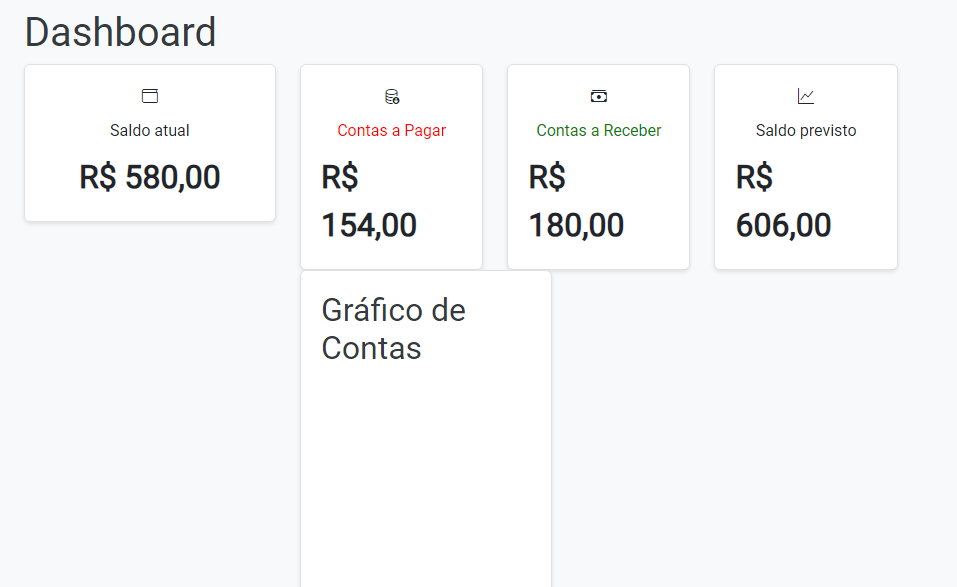 Dashboard
Saldo atual
R$ 580,00
Contas a Pagar
R$
154,00
Contas a Receber
R$
180,00
Saldo previsto
R$
606,00
Gráfico de
Contas